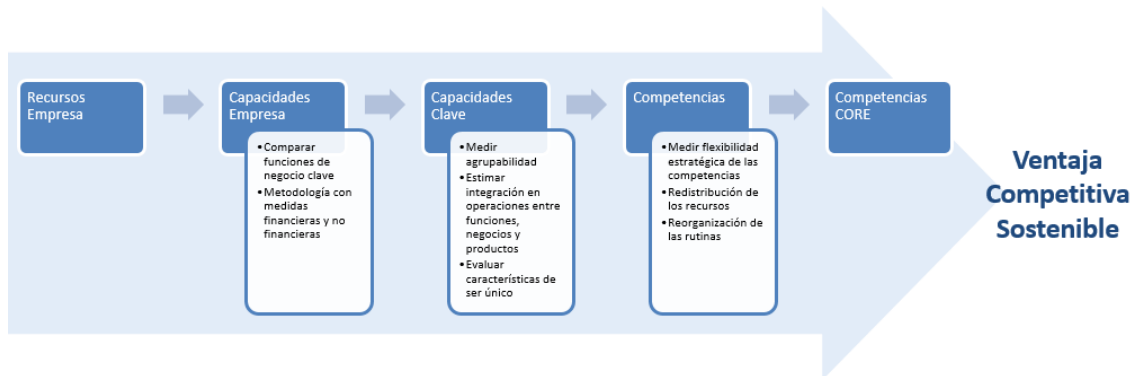 Recursos
Empresa
Capacidades
Empresa
•Comparar
funciones de
negocio clave
•Metodología con
medidas
financieras y no
financieras
Capacidades
Clave
•Medir
agrupabilidad
•Estimar
integración en
operaciones entre
funciones,
negocios y
productos
•Evaluar
características de
ser único
Competencias
•Medir flexibilidad
estratégica de las
competencias
•Redistribución de
los recursos
•Reorganización de
las rutinas
Competencias
CORE
Ventaja
Competitiva
Sostenible